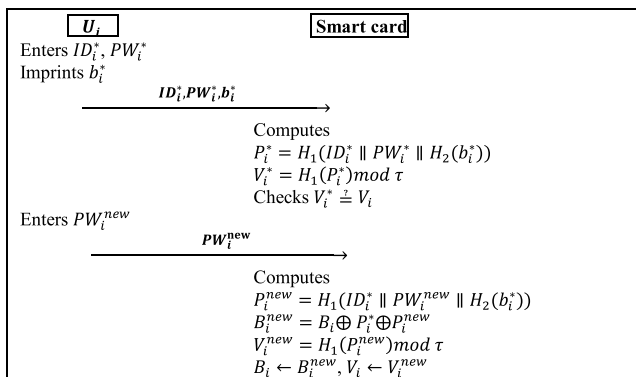 U_i Smart card
Enters ID_i^*, PW_i^*
Imprints b_i^*
ID_i^*,PW_i^*,b_i^*
Computes
P_i^* = H_1(ID_i^* ∥ PW_i^* ∥ H_2(b_i^*))
V_i^* = H_1(P_i^*)mod τ
Checks V_i^* ≟ V_i
Enters PW_i^{new}
PW_i^{new}
Computes
P_i^{new} = H_1(ID_i^* ∥ PW_i^{new} ∥ H_2(b_i^*))
B_i^{new} = B_i⊕ P_i^*⊕P_i^{new}
V_i^{new} = H_1(P_i^{new})mod τ
B_i ← B_i^{new}, V_i ← V_i^{new}